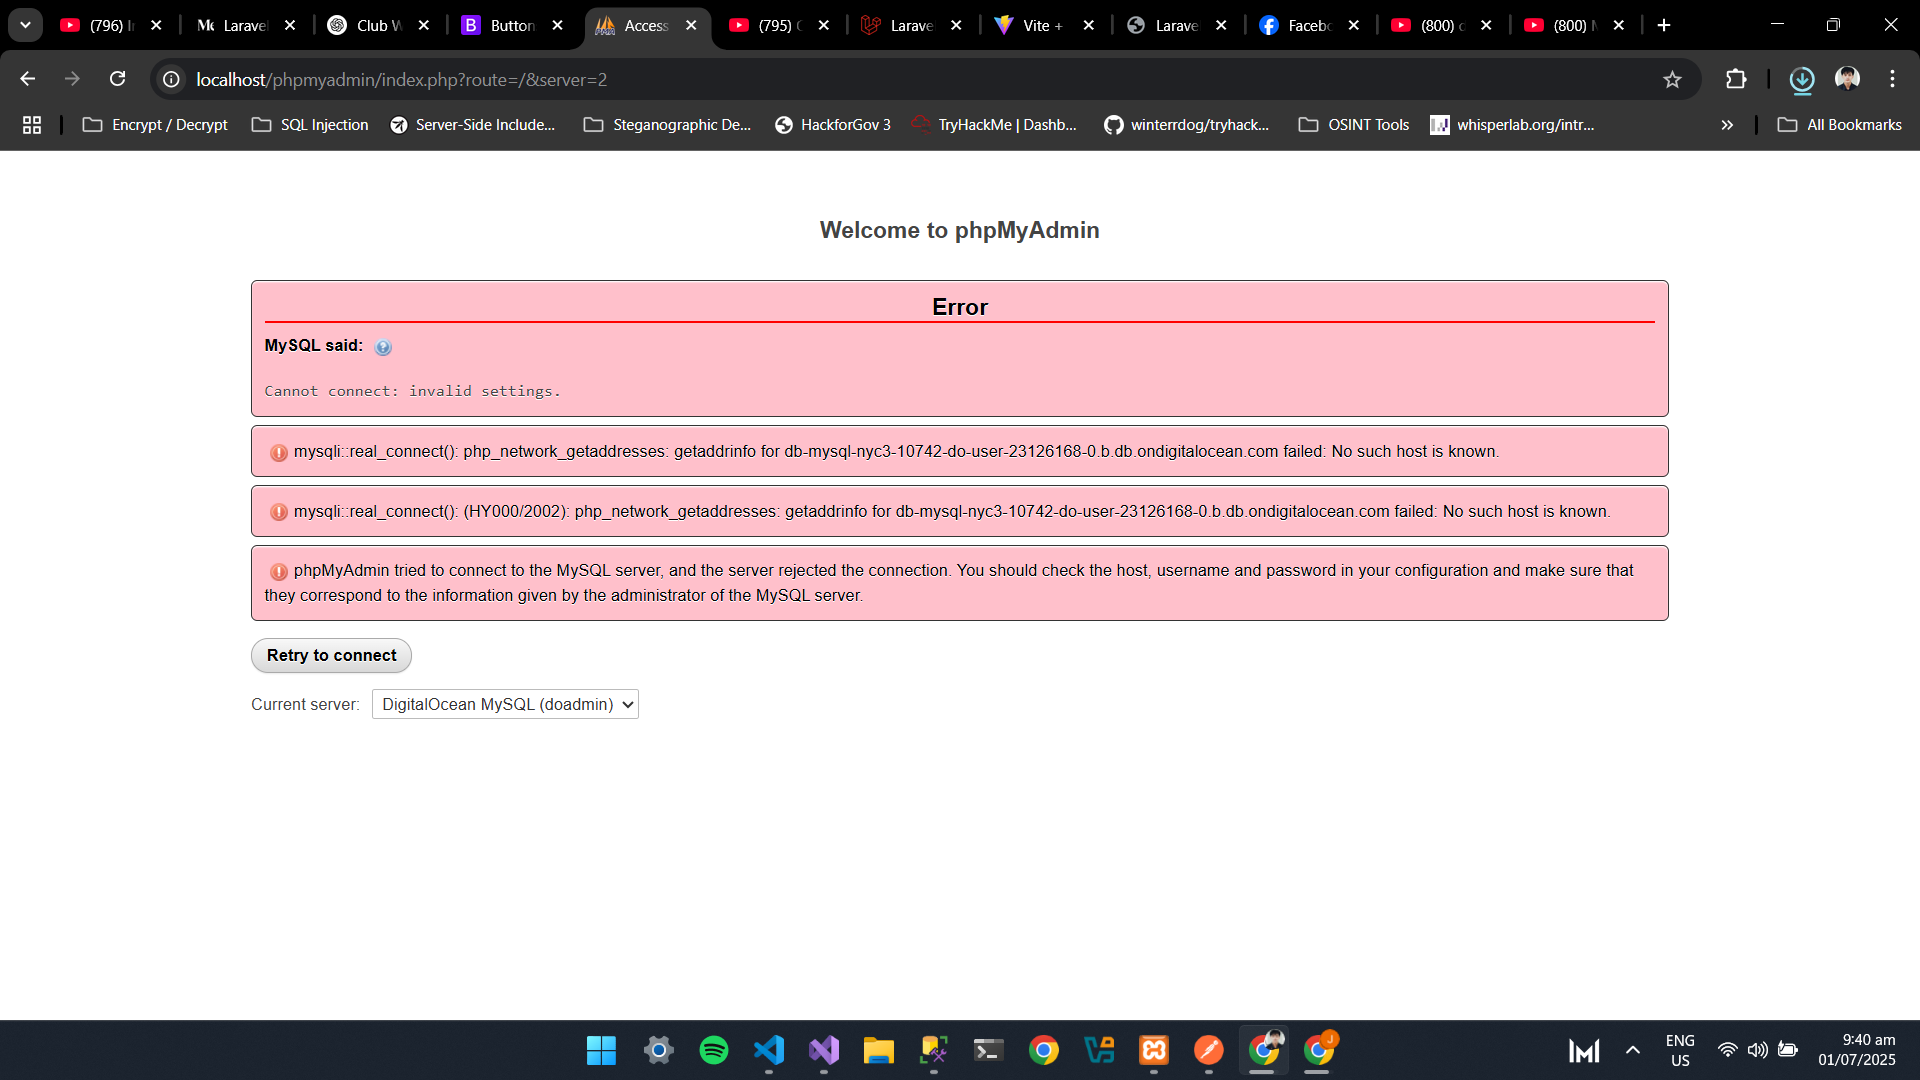 (796) I
Laravel
Club W
Button
Access
(795) C
Larave
Vite +
Larave
Facebo
(800) c
(800) M
localhost/phpmyadmin/index.php?route=/&server=2
Encrypt / Decrypt
SQL Injection
Server-Side Include...
Steganographic De...
HackforGov 3
TryHackMe | Dashb...
winterrdog/tryhack...
OSINT Tools
whisperlab.org/intr...
All Bookmarks
Welcome to phpMyAdmin
Error
MySQL said:
Cannot connect: invalid settings.
mysqli::real_connect(): php_network_getaddresses: getaddrinfo for db-mysql-nyc3-10742-do-user-23126168-0.b.db.ondigitalocean.com failed: No such host is known.
mysqli::real_connect(): (HY000/2002): php_network_getaddresses: getaddrinfo for db-mysql-nyc3-10742-do-user-23126168-0.b.db.ondigitalocean.com failed: No such host is known.
phpMyAdmin tried to connect to the MySQL server, and the server rejected the connection. You should check the host, username and password in your configuration and make sure that
they correspond to the information given by the administrator of the MySQL server.
Retry to connect
Current server: DigitalOcean MySQL (doadmin)
ENG
US
9:40 am
01/07/2025